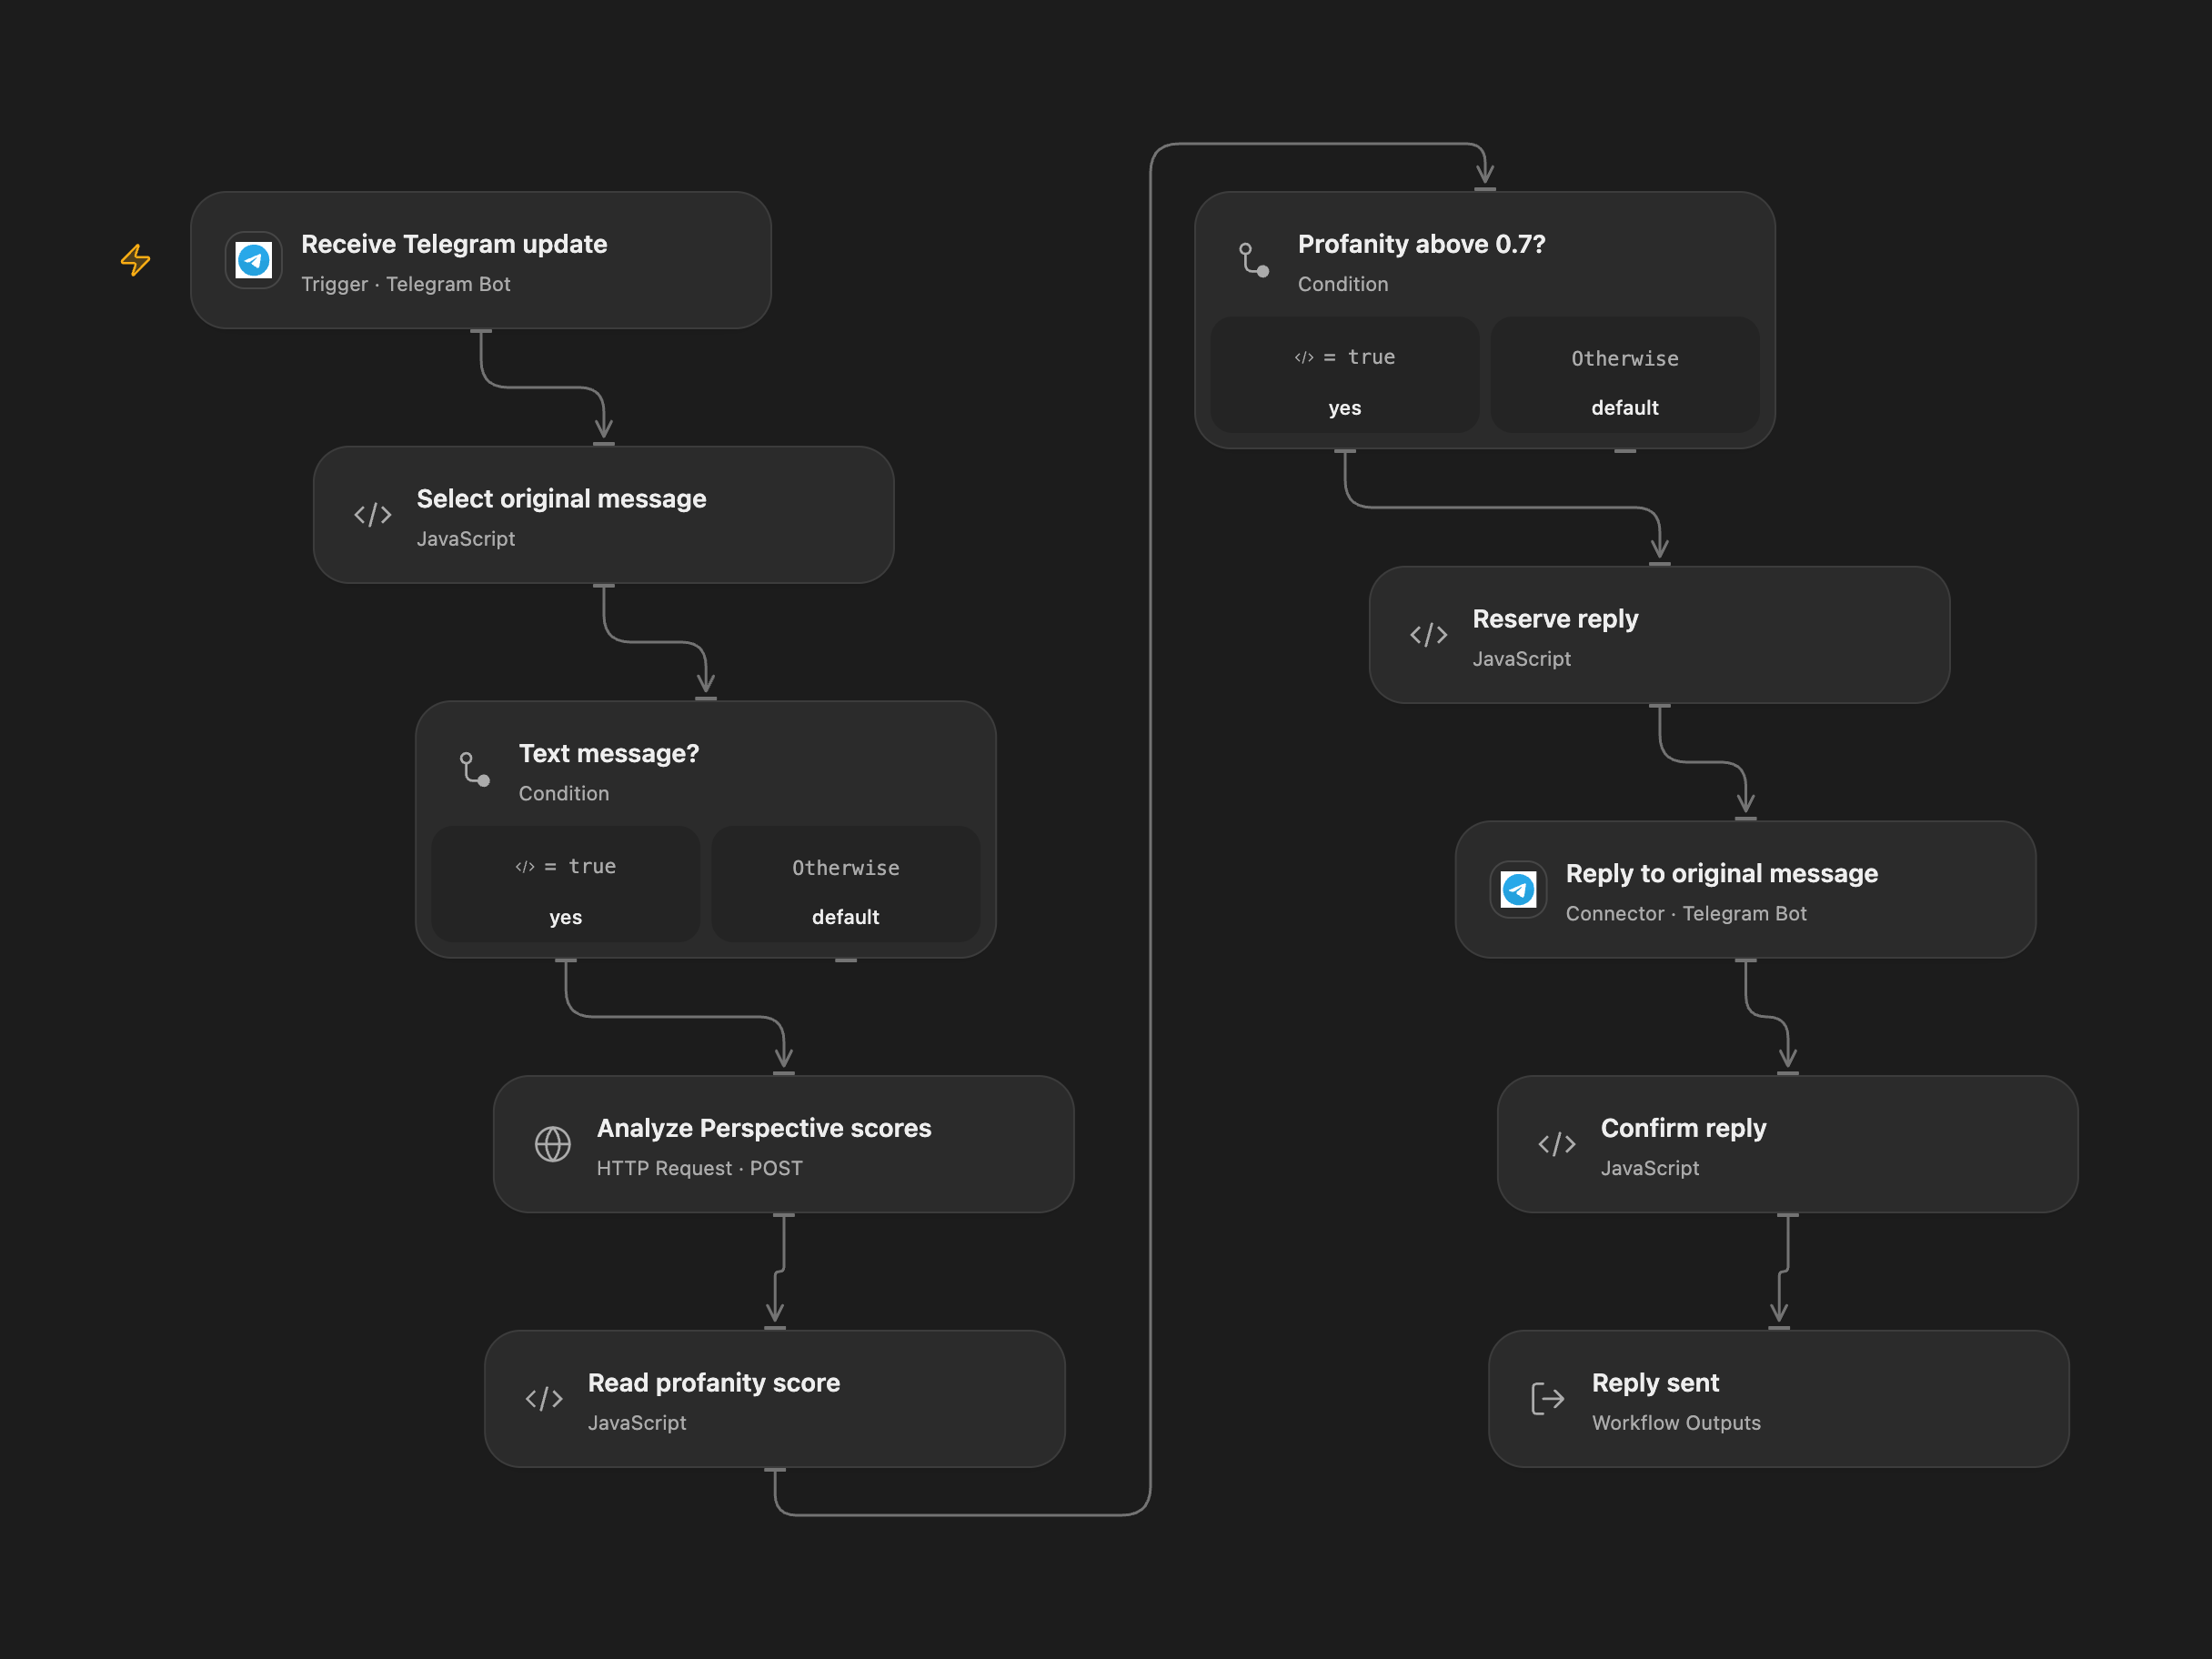 Receive Telegram update
Trigger · Telegram Bot
Select original message
JavaScript
Text message?
Condition
</> = true
yes
Otherwise
default
Analyze Perspective scores
HTTP Request · POST
Read profanity score
JavaScript
Profanity above 0.7?
Condition
</> = true
yes
Otherwise
default
Reserve reply
JavaScript
Reply to original message
Connector · Telegram Bot
Confirm reply
JavaScript
Reply sent
Workflow Outputs